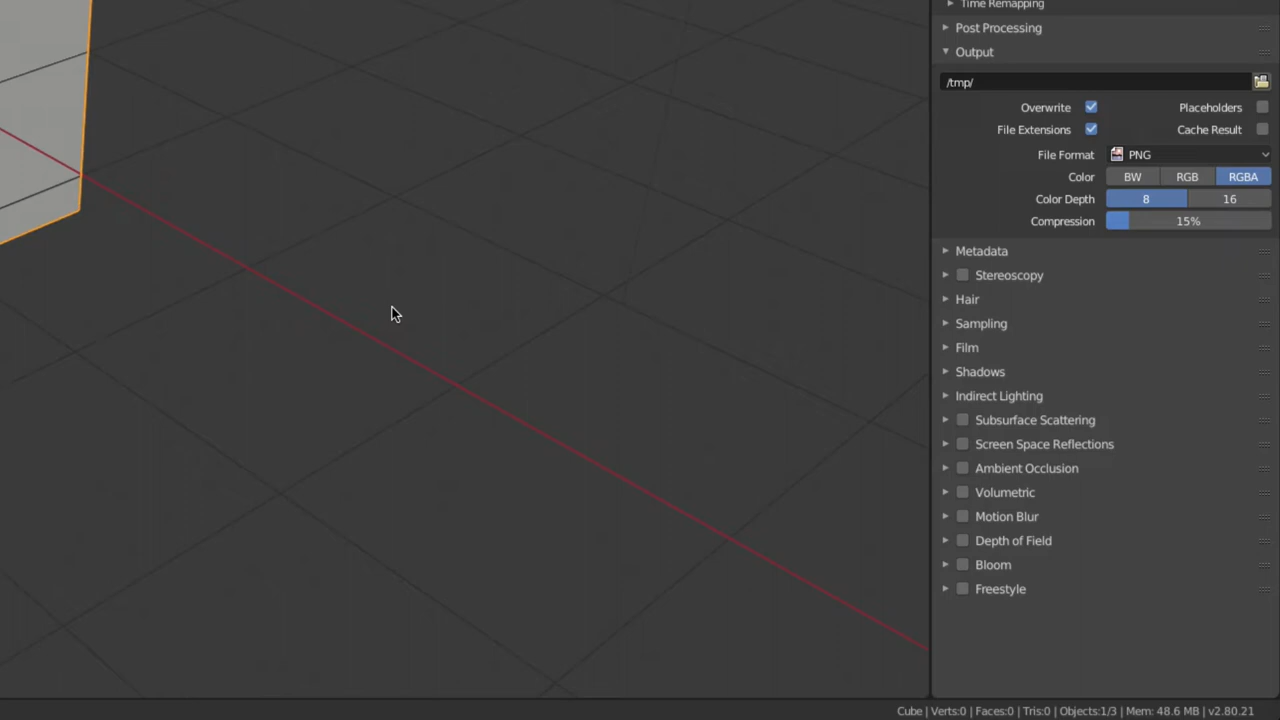 Time Remapping
Post Processing
Output
/tmp/
Overwrite Placeholders
File Extensions Cache Result
File Format PNG
Color BW RGB RGBA
Color Depth 8 16
Compression 15%
Metadata
Stereoscopy
Hair
Sampling
Film
Shadows
Indirect Lighting
Subsurface Scattering
Screen Space Reflections
Ambient Occlusion
Volumetric
Motion Blur
Depth of Field
Bloom
Freestyle
Cube | Verts:0 | Faces:0 | Tris:0 | Objects:1/3 | Mem: 48.6 MB | v2.80.21